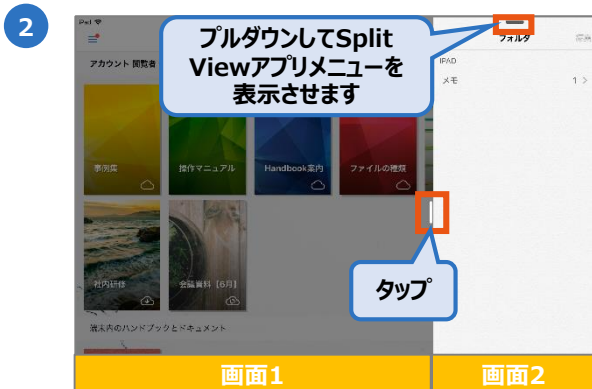 2
iPad
プルダウンしてSplit
Viewアプリメニューを
表示させます
アカウント 閲覧者
フォルダ
編集
IPAD
メモ
1 >
事例集
操作マニュアル
Handbook案内
ファイルの種類
タップ
社内研修
会議資料【6月】
端末内のハンドブックとドキュメント
画面1
画面2